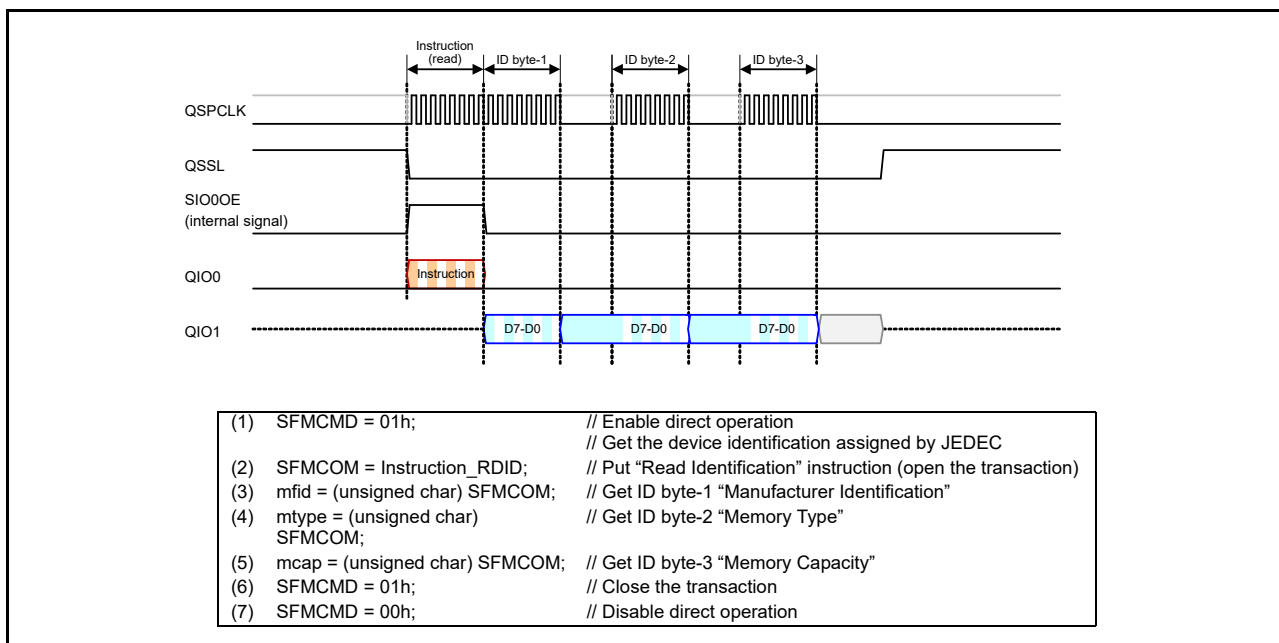 Instruction
(read)
ID byte-1
ID byte-2
ID byte-3
QSPCLK
QSSL
SIO0OE
(internal signal)
QIO0
Instruction
QIO1
D7-D0
D7-D0
D7-D0
(1) SFMCMD = 01h; // Enable direct operation
// Get the device identification assigned by JEDEC
(2) SFMCOM = Instruction_RDID; // Put “Read Identification” instruction (open the transaction)
(3) mfid = (unsigned char) SFMCOM; // Get ID byte-1 “Manufacturer Identification”
(4) mtype = (unsigned char) // Get ID byte-2 “Memory Type”
SFMCOM;
(5) mcap = (unsigned char) SFMCOM; // Get ID byte-3 “Memory Capacity”
(6) SFMCMD = 01h; // Close the transaction
(7) SFMCMD = 00h; // Disable direct operation